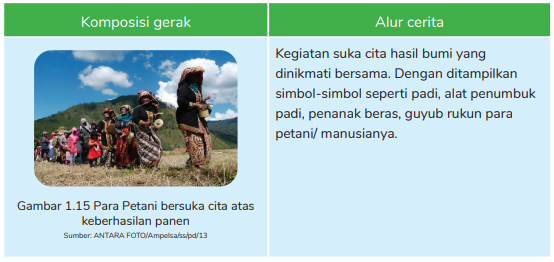 Komposisi gerak
Alur cerita
Gambar 1.15 Para Petani bersuka cita atas
keberhasilan panen
Sumber: ANTARA FOTO/Ampelsa/ss/pd/13
Kegiatan suka cita hasil bumi yang
dinikmati bersama. Dengan ditampilkan
simbol-simbol seperti padi, alat penumbuk
padi, penanak beras, guyub rukun para
petani/ manusianya.